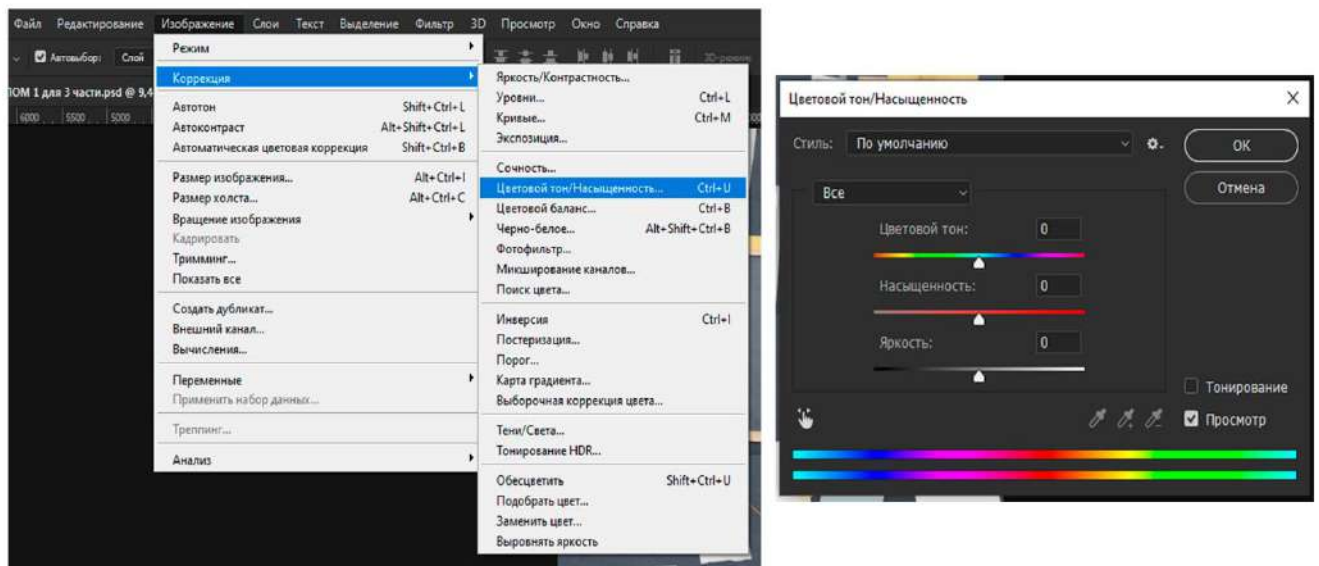 Файл Редактирование Изображение Слои Текст Выделение Фильтр 3D Просмотр Окно Справка
Автовыбор: Слой
ЮМ 1 для 3 части.psd @ 9,4
6000 5500 5000
Режим
Коррекция
Автотон Shift+Ctrl+L
Автоконтраст Alt+Shift+Ctrl+L
Автоматическая цветовая коррекция Shift+Ctrl+B
Размер изображения... Alt+Ctrl+I
Размер холста... Alt+Ctrl+C
Вращение изображения
Кадрировать
Тримминг...
Показать все
Создать дубликат...
Внешний канал...
Вычисления...
Переменные
Применить набор данных...
Треппинг...
Анализ
Яркость/Контрастность...
Уровни... Ctrl+L
Кривые... Ctrl+M
Экспозиция...
Сочность...
Цветовой тон/Насыщенность... Ctrl+U
Цветовой баланс... Ctrl+B
Черно-белое... Alt+Shift+Ctrl+B
Фотофильтр...
Микширование каналов...
Поиск цвета...
Инверсия Ctrl+I
Постеризация...
Порог...
Карта градиента...
Выборочная коррекция цвета...
Тени/Света...
Тонирование HDR...
Обесцветить Shift+Ctrl+U
Подобрать цвет...
Заменить цвет...
Выровнять яркость
Цветовой тон/Насыщенность
Стиль: По умолчанию
OK
Отмена
Все
Цветовой тон: 0
Насыщенность: 0
Яркость: 0
Тонирование
Просмотр